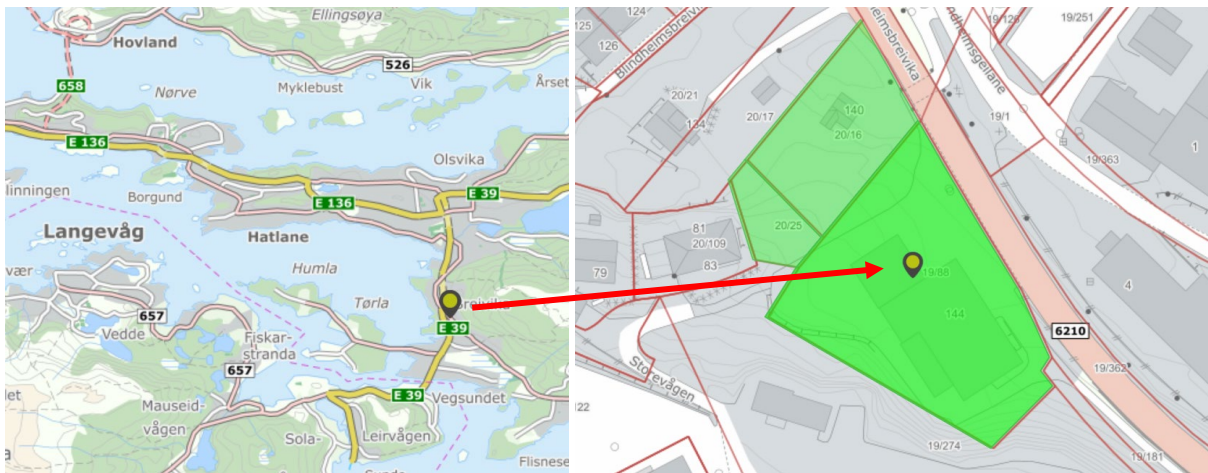 Ellingsøya
Hovland
526
Vik
Årset
Myklebust
658
Nørve
E 136
Olsvika
linningen
Borgund
E 39
E 136
Langevåg
Hatlane
Humla
vær
Tørla
657
E 39
Vedde
Fiskar-
stranda
657
E 39
Vegsundet
Mauseid-
vågen
Sola-
Leirvågen
Flisnes
124
125
126
Blindheimsbreivika
20/21
134
20/17
140
20/16
19/126
19/251
19/1
19/363
1
20/25
81
20/109
79
83
19/88
144
4
6210
Storevågen
122
19/362
19/274
19/181